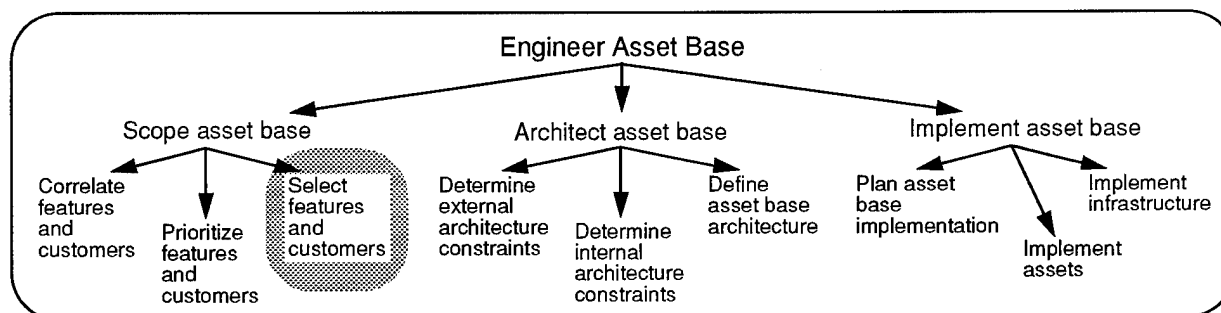 Engineer Asset Base
Scope asset base
Architect asset base
Implement asset base
Correlate
features
and
customers
Prioritize
features
and
customers
Select
features
and
customers
Determine
external
architecture
constraints
Determine
internal
architecture
constraints
Define
asset base
architecture
Plan asset
base
implementation
Implement
assets
Implement
infrastructure